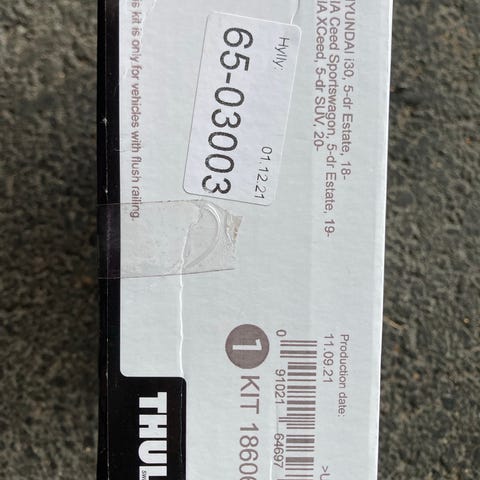 YUNDAI i30, 5-dr Estate, 18-
IA Ceed Sportswagon, 5-dr Estate, 19-
IA XCeed, 5-dr SUV, 20-
Production date:
11.09.21
0 91021 64697
Hylly:
01.12.21
65-03003
1 KIT 18606
is kit is only for vehicles with flush railing.
THUL